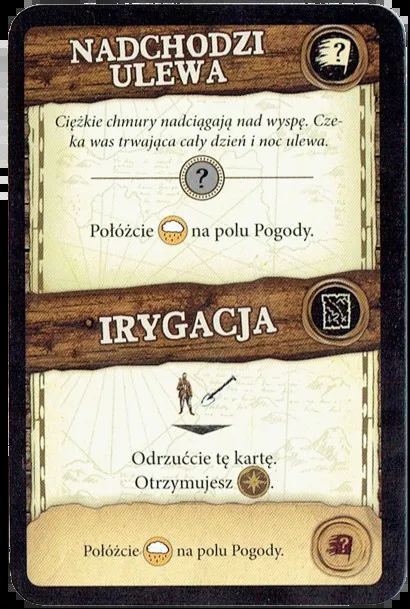 NADCHODZI
ULEWA
?
Ciężkie chmury nadciągają nad wyspę. Cze-
ka was trwająca cały dzień i noc ulewa.
?
Połóżcie na polu Pogody.
IRYGACJA
Odrzućcie tę kartę.
Otrzymujesz .
Połóżcie na polu Pogody.
?